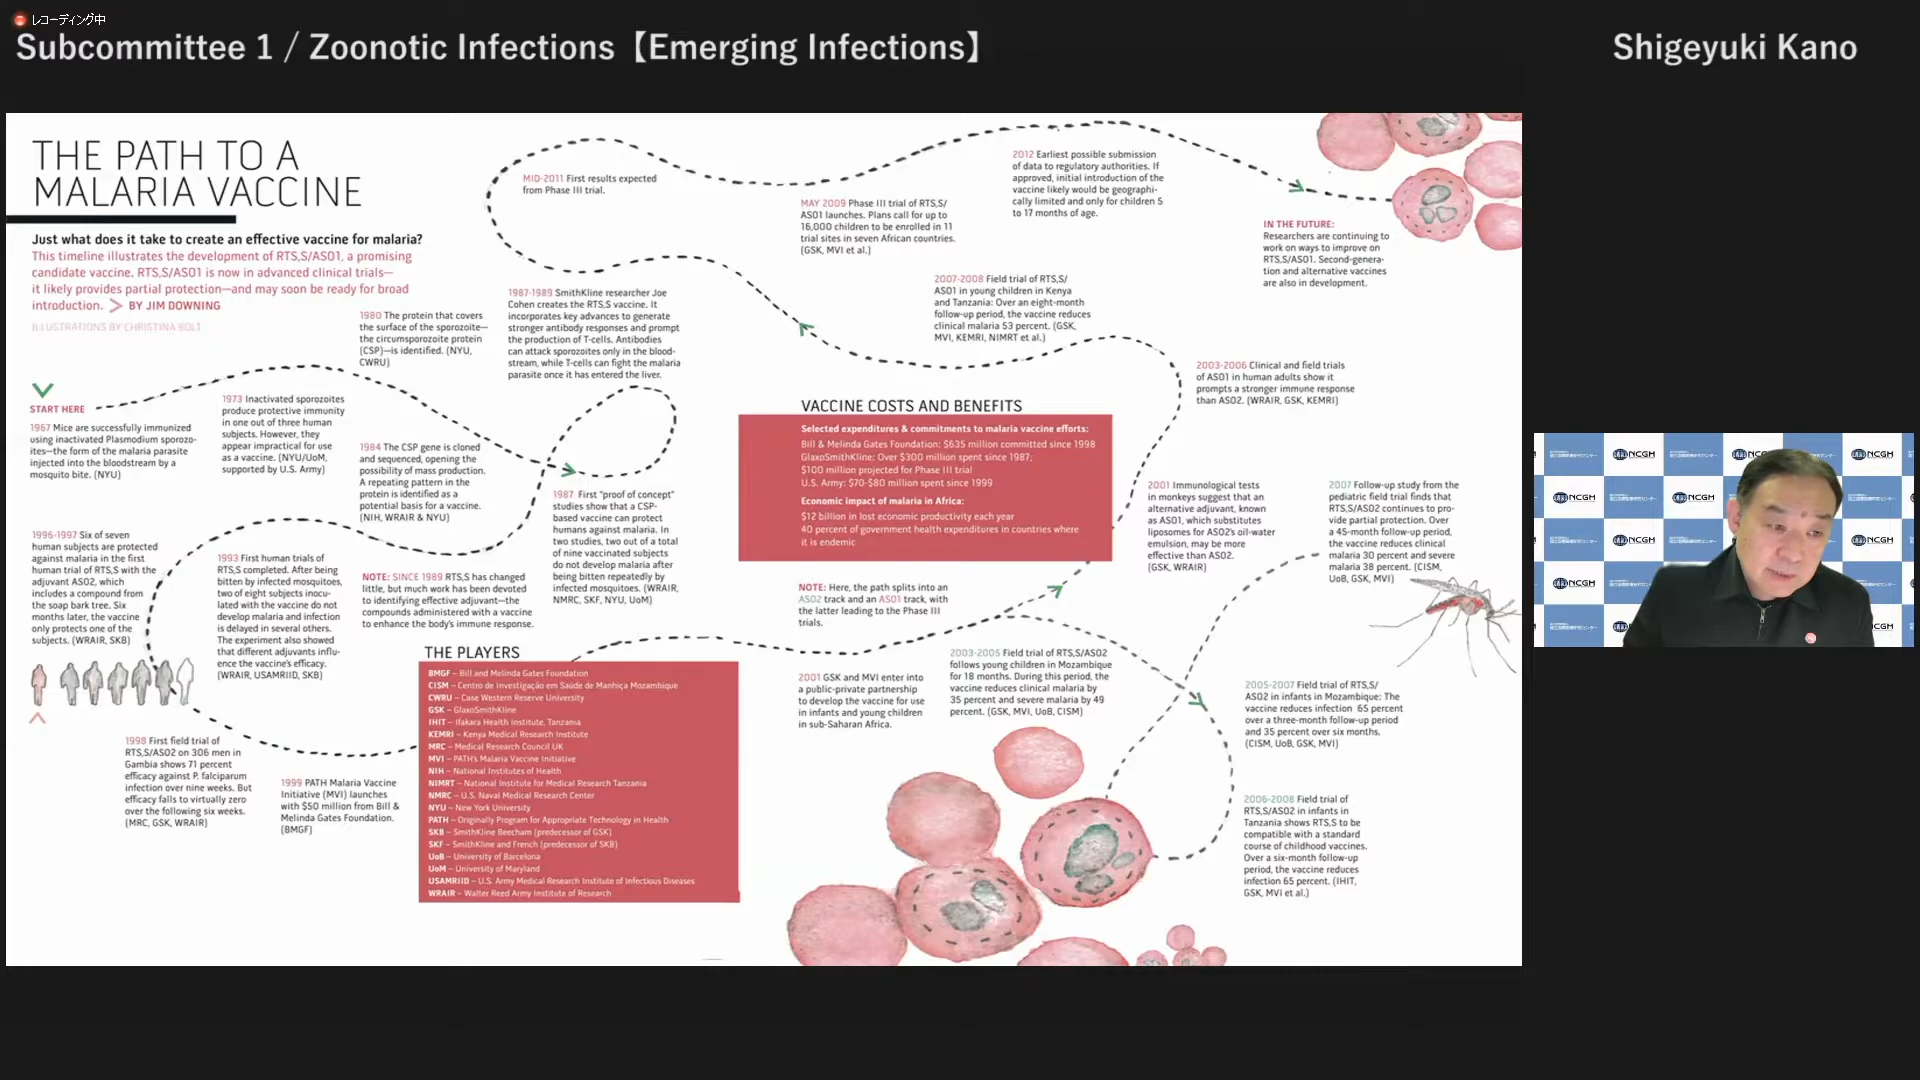 レコーディング中
Subcommittee 1 / Zoonotic Infections【Emerging Infections】
Shigeyuki Kano
THE PATH TO A
MALARIA VACCINE
Just what does it take to create an effective vaccine for malaria?
This timeline illustrates the development of RTS,S/AS01, a promising
candidate vaccine. RTS,S/AS01 is now in advanced clinical trials—
it likely provides partial protection—and may soon be ready for broad
introduction. > BY JIM DOWNING
ILLUSTRATIONS BY CHRISTINA BOLT
START HERE
1967 Mice are successfully immunized
using inactivated Plasmodium sporozo-
ites—the form of the malaria parasite
injected into the bloodstream by a
mosquito bite. (NYU)
1973 Inactivated sporozoites
produce protective immunity
in one out of three human
subjects. However, they
appear impractical for use
as a vaccine. (NYU/UoM,
supported by U.S. Army)
1980 The protein that covers
the surface of the sporozoite—
the circumsporozoite protein
(CSP)—is identified. (NYU,
CWRU)
1984 The CSP gene is cloned
and sequenced, opening the
possibility of mass production.
A repeating pattern in the
protein is identified as a
potential basis for a vaccine.
(NIH, WRAIR & NYU)
1987 First "proof of concept"
studies show that a CSP-
based vaccine can protect
humans against malaria. In
two studies, two out of a total
of nine vaccinated subjects
do not develop malaria after
being bitten repeatedly by
infected mosquitoes. (WRAIR,
NMRC, SKF, NYU, UoM)
1987-1989 SmithKline researcher Joe
Cohen creates the RTS,S vaccine. It
incorporates key advances to generate
stronger antibody responses and prompt
the production of T-cells. Antibodies
can attack sporozoites only in the blood-
stream, while T-cells can fight the malaria
parasite once it has entered the liver.
NOTE: SINCE 1989 RTS,S has changed
little, but much work has been devoted
to identifying effective adjuvant—the
compounds administered with a vaccine
to enhance the body's immune response.
1993 First human trials of
RTS,S completed. After being
bitten by infected mosquitoes,
two of eight subjects inocu-
lated with the vaccine do not
develop malaria and infection
is delayed in several others.
The experiment also showed
that different adjuvants influ-
ence the vaccine's efficacy.
(WRAIR, USAMRIID, SKB)
1996-1997 Six of seven
human subjects are protected
against malaria in the first
human trial of RTS,S with the
adjuvant AS02, which
includes a compound from
the soap bark tree. Six
months later, the vaccine
only protects one of the
subjects. (WRAIR, SKB)
1998 First field trial of
RTS,S/AS02 on 306 men in
Gambia shows 71 percent
efficacy against P. falciparum
infection over nine weeks. But
efficacy falls to virtually zero
over the following six weeks.
(MRC, GSK, WRAIR)
1999 PATH Malaria Vaccine
Initiative (MVI) launches
with $50 million from Bill &
Melinda Gates Foundation.
(BMGF)
THE PLAYERS
BMGF – Bill and Melinda Gates Foundation
CISM – Centro de Investigação em Saúde de Manhiça Mozambique
CWRU – Case Western Reserve University
GSK – GlaxoSmithKline
IHIT – Ifakara Health Institute, Tanzania
KEMRI – Kenya Medical Research Institute
MRC – Medical Research Council UK
MVI – PATH's Malaria Vaccine Initiative
NIH – National Institutes of Health
NIMRT – National Institute for Medical Research Tanzania
NMRC – U.S. Naval Medical Research Center
NYU – New York University
PATH – Originally Program for Appropriate Technology in Health
SKB – SmithKline Beecham (predecessor of GSK)
SKF – SmithKline and French (predecessor of SKB)
UoB – University of Barcelona
UoM – University of Maryland
USAMRIID – U.S. Army Medical Research Institute of Infectious Diseases
WRAIR – Walter Reed Army Institute of Research
2001 GSK and MVI enter into
a public-private partnership
to develop the vaccine for use
in infants and young children
in sub-Saharan Africa.
NOTE: Here, the path splits into an
AS02 track and an AS01 track, with
the latter leading to the Phase III
trials.
VACCINE COSTS AND BENEFITS
Selected expenditures & commitments to malaria vaccine efforts:
Bill & Melinda Gates Foundation: $635 million committed since 1998
GlaxoSmithKline: Over $300 million spent since 1987;
$100 million projected for Phase III trial
U.S. Army: $70-$80 million spent since 1999
Economic impact of malaria in Africa:
$12 billion in lost economic productivity each year
40 percent of government health expenditures in countries where
it is endemic
2003-2005 Field trial of RTS,S/AS02
follows young children in Mozambique
for 18 months. During this period, the
vaccine reduces clinical malaria by
35 percent and severe malaria by 49
percent. (GSK, MVI, UoB, CISM)
2005-2007 Field trial of RTS,S/
AS02 in infants in Mozambique: The
vaccine reduces infection 65 percent
over a three-month follow-up period
and 35 percent over six months.
(CISM, UoB, GSK, MVI)
2006-2008 Field trial of
RTS,S/AS02 in infants in
Tanzania shows RTS,S to be
compatible with a standard
course of childhood vaccines.
Over a six-month follow-up
period, the vaccine reduces
infection 65 percent. (IHIT,
GSK, MVI et al.)
2007 Follow-up study from the
pediatric field trial finds that
RTS,S/AS02 continues to pro-
vide partial protection. Over
a 45-month follow-up period,
the vaccine reduces clinical
malaria 30 percent and severe
malaria 38 percent. (CISM,
UoB, GSK, MVI)
2001 Immunological tests
in monkeys suggest that an
alternative adjuvant, known
as AS01, which substitutes
liposomes for AS02's oil-water
emulsion, may be more
effective than AS02.
(GSK, WRAIR)
2003-2006 Clinical and field trials
of AS01 in human adults show it
prompts a stronger immune response
than AS02. (WRAIR, GSK, KEMRI)
2007-2008 Field trial of RTS,S/
AS01 in young children in Kenya
and Tanzania: Over an eight-month
follow-up period, the vaccine reduces
clinical malaria 53 percent. (GSK,
MVI, KEMRI, NIMRT et al.)
MID-2011 First results expected
from Phase III trial.
MAY 2009 Phase III trial of RTS,S/
AS01 launches. Plans call for up to
16,000 children to be enrolled in 11
trial sites in seven African countries.
(GSK, MVI et al.)
2012 Earliest possible submission
of data to regulatory authorities. If
approved, initial introduction of the
vaccine likely would be geographi-
cally limited and only for children 5
to 17 months of age.
IN THE FUTURE:
Researchers are continuing to
work on ways to improve on
RTS,S/AS01. Second-genera-
tion and alternative vaccines
are also in development.
NCGM
NCGM
NCGM
NCGM
NCGM
NCGM